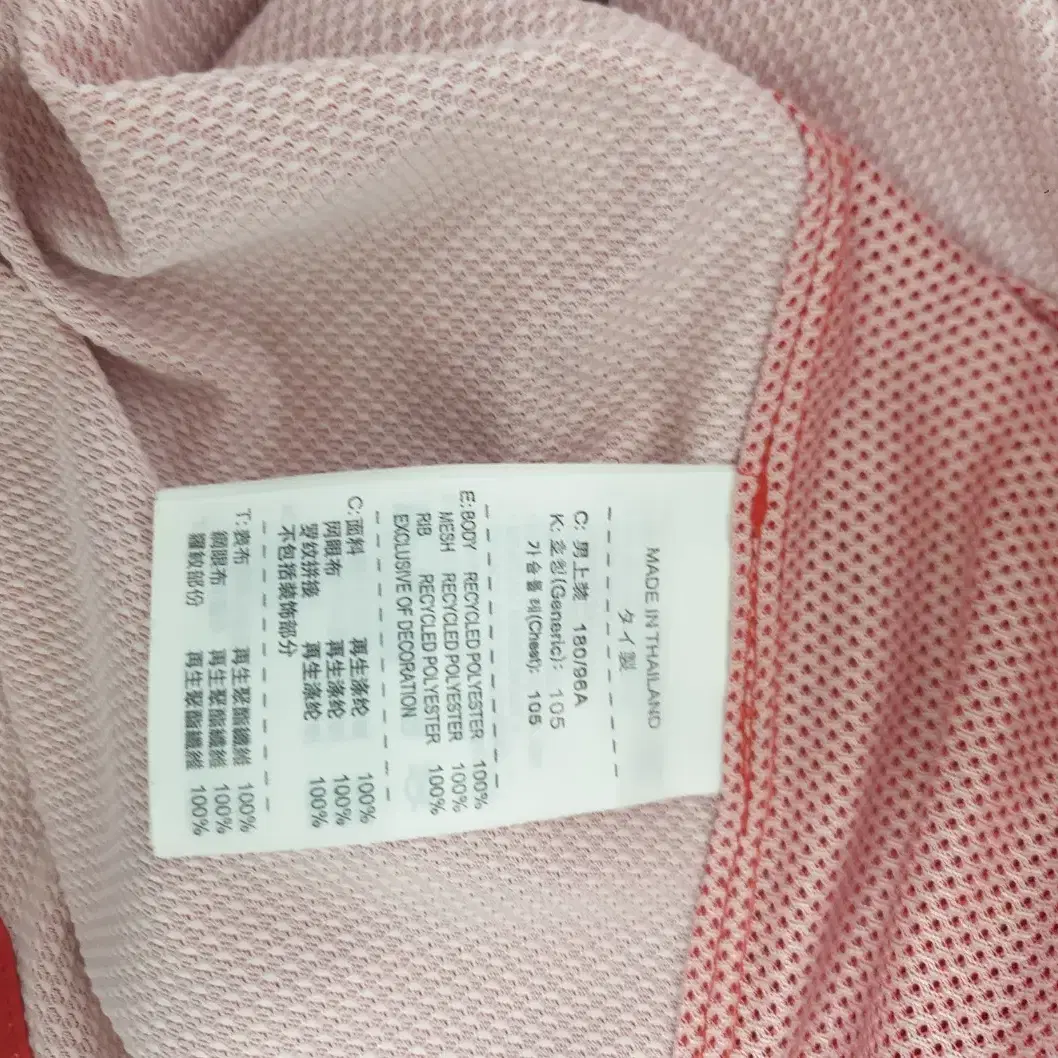 MADE IN THAILAND
タイ製
C: 男上装 180/96A
K: 호칭(Generic): 105
가슴둘레(Chest): 105
E: BODY RECYCLED POLYESTER 100%
MESH RECYCLED POLYESTER 100%
RIB RECYCLED POLYESTER 100%
EXCLUSIVE OF DECORATION
C: 面料 再生涤纶 100%
网眼布 再生涤纶 100%
罗纹拼接 再生涤纶 100%
不包括装饰部分
T: 表布 再生聚酯纖維 100%
網眼布 再生聚酯纖維 100%
羅紋部份 再生聚酯纖維 100%